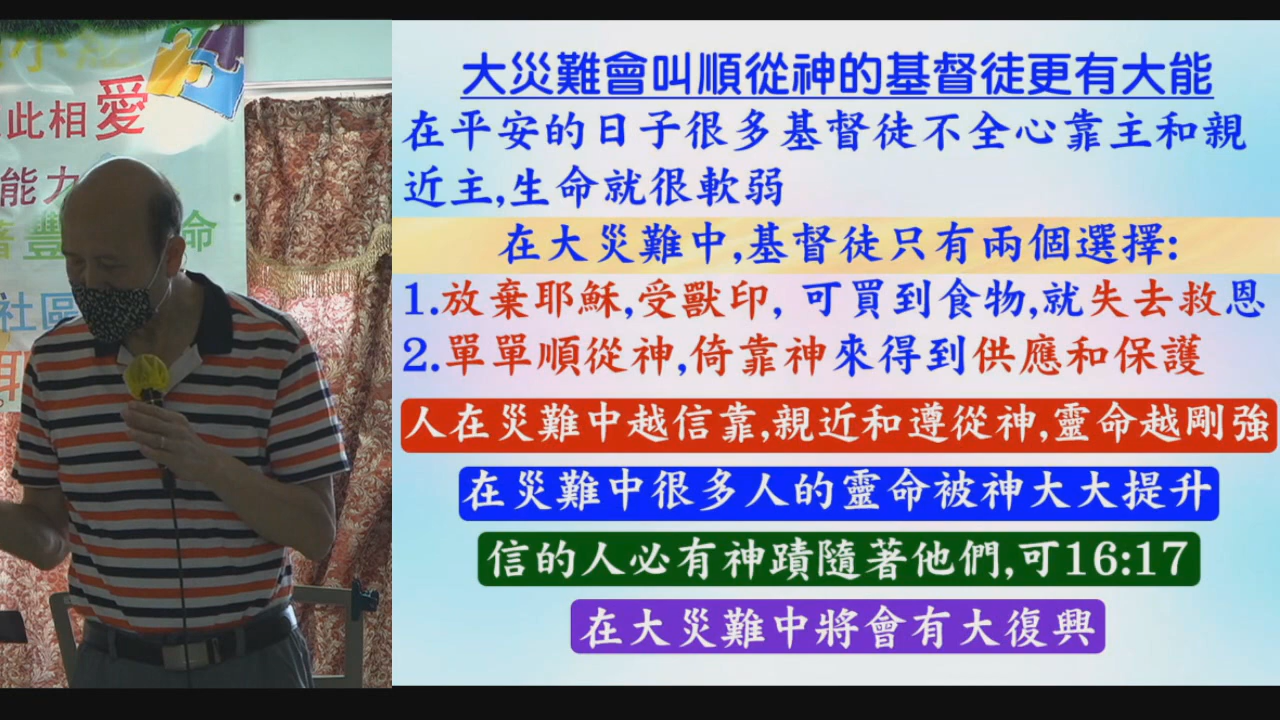 此相愛
能力
豐
命
社區
大災難會叫順從神的基督徒更有大能
在平安的日子很多基督徒不全心靠主和親
近主,生命就很軟弱
在大災難中,基督徒只有兩個選擇:
1.放棄耶穌,受獸印, 可買到食物,就失去救恩
2.單單順從神,倚靠神來得到供應和保護
人在災難中越信靠,親近和遵從神,靈命越剛強
在災難中很多人的靈命被神大大提升
信的人必有神蹟隨著他們,可16:17
在大災難中將會有大復興